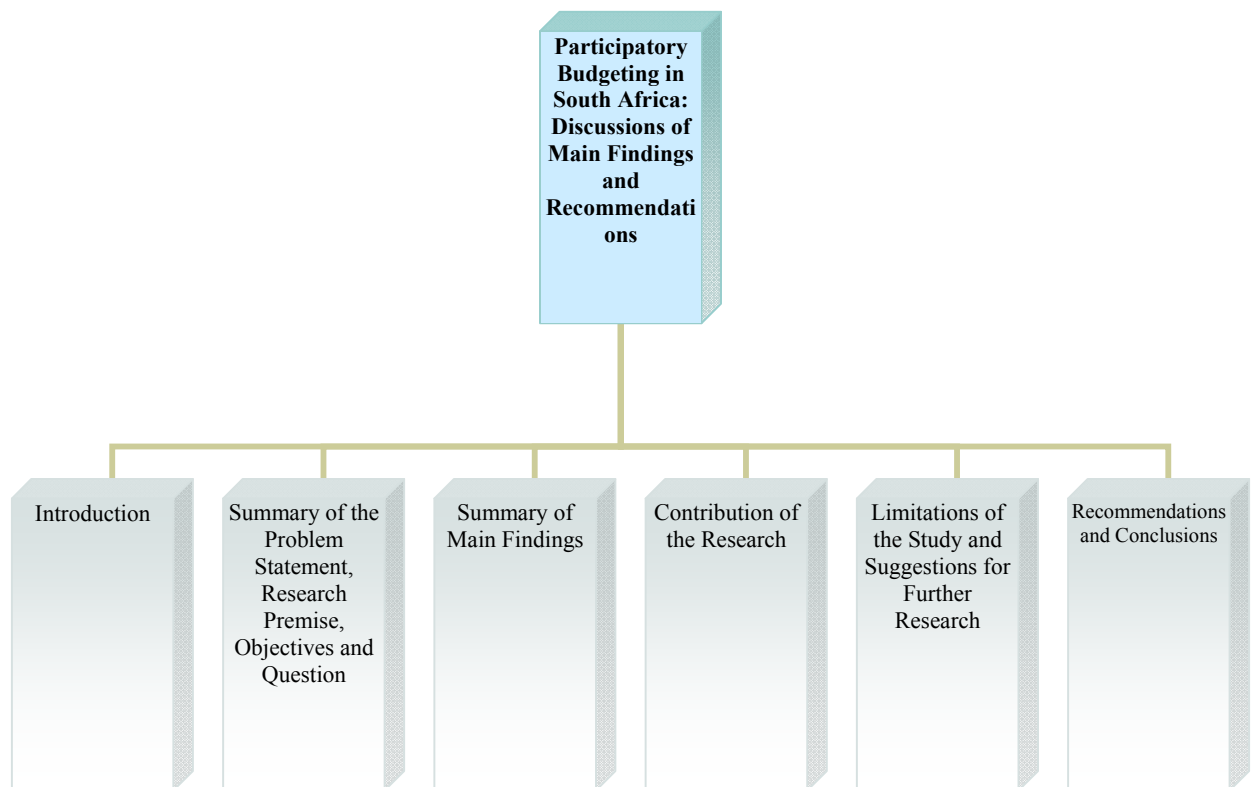 Participatory
Budgeting in
South Africa:
Discussions of
Main Findings
and
Recommendati
ons
Introduction
Summary of the
Problem
Statement,
Research
Premise,
Objectives and
Question
Summary of
Main Findings
Contribution of
the Research
Limitations of
the Study and
Suggestions for
Further
Research
Recommendations
and Conclusions